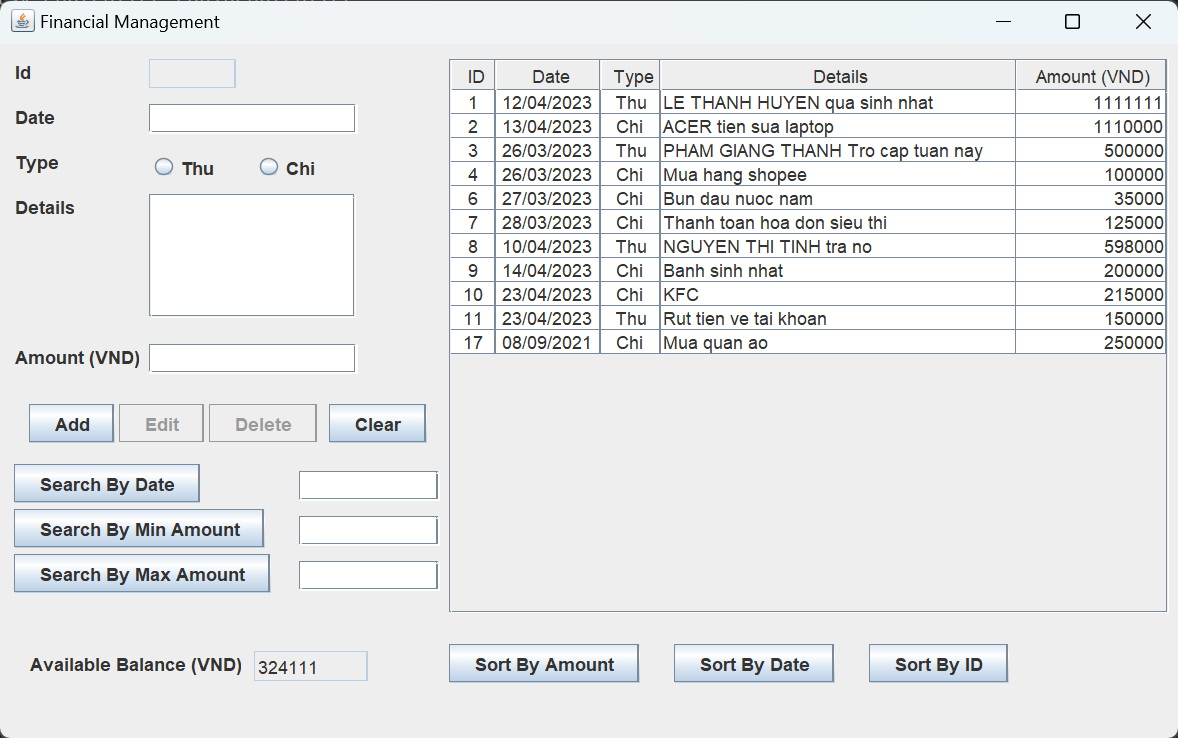 Financial Management
Id
Date
Type Thu Chi
Details
Amount (VND)
Add Edit Delete Clear
Search By Date
Search By Min Amount
Search By Max Amount
Available Balance (VND) 324111
ID Date Type Details Amount (VND)
1 12/04/2023 Thu LE THANH HUYEN qua sinh nhat 1111111
2 13/04/2023 Chi ACER tien sua laptop 1110000
3 26/03/2023 Thu PHAM GIANG THANH Tro cap tuan nay 500000
4 26/03/2023 Chi Mua hang shopee 100000
6 27/03/2023 Chi Bun dau nuoc nam 35000
7 28/03/2023 Chi Thanh toan hoa don sieu thi 125000
8 10/04/2023 Thu NGUYEN THI TINH tra no 598000
9 14/04/2023 Chi Banh sinh nhat 200000
10 23/04/2023 Chi KFC 215000
11 23/04/2023 Thu Rut tien ve tai khoan 150000
17 08/09/2021 Chi Mua quan ao 250000
Sort By Amount Sort By Date Sort By ID